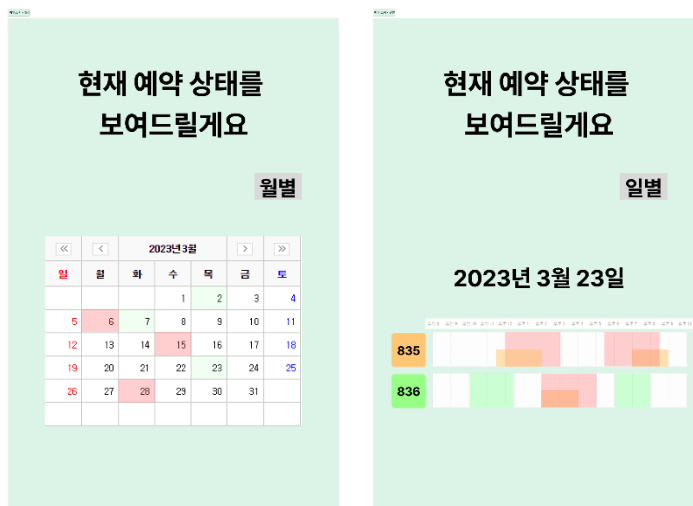 현재 예약 상태를
보여드릴게요
월별
2023년 3월
일 월 화 수 목 금 토
1 2 3 4
5 6 7 8 9 10 11
12 13 14 15 16 17 18
19 20 21 22 23 24 25
26 27 28 29 30 31
현재 예약 상태를
보여드릴게요
일별
2023년 3월 23일
835
836